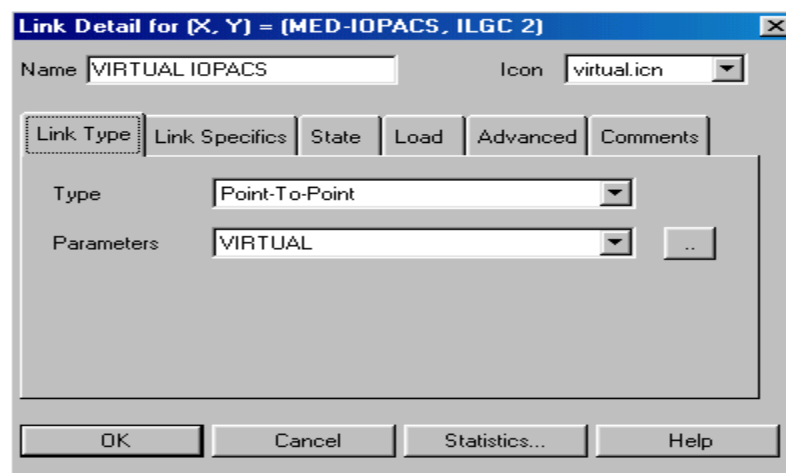 Link Detail for (X, Y) = (MED-IOPACS, ILGC 2)
Name VIRTUAL IOPACS Icon virtual.icn
Link Type Link Specifics State Load Advanced Comments
Type Point-To-Point
Parameters VIRTUAL ..
OK Cancel Statistics... Help